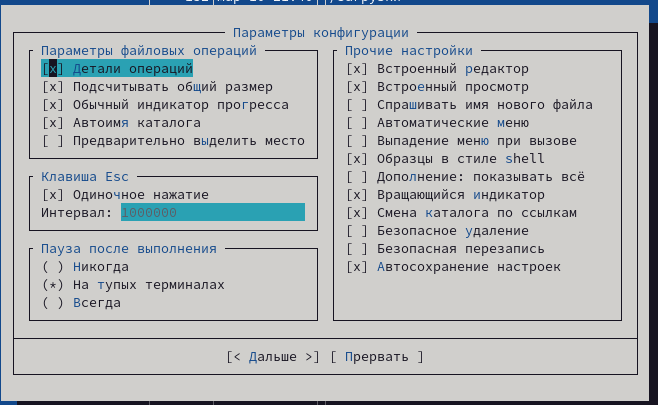 Параметры конфигурации
Параметры файловых операций
[x] Детали операций
[x] Подсчитывать общий размер
[x] Обычный индикатор прогресса
[x] Автоимя каталога
[ ] Предварительно выделить место
Клавиша Esc
[x] Одиночное нажатие
Интервал: 1000000
Пауза после выполнения
( ) Никогда
(*) На тупых терминалах
( ) Всегда
Прочие настройки
[x] Встроенный редактор
[x] Встроенный просмотр
[ ] Спрашивать имя нового файла
[ ] Автоматические меню
[ ] Выпадение меню при вызове
[x] Образцы в стиле shell
[ ] Дополнение: показывать всё
[x] Вращающийся индикатор
[x] Смена каталога по ссылкам
[ ] Безопасное удаление
[ ] Безопасная перезапись
[x] Автосохранение настроек
[< Дальше >] [ Прервать ]